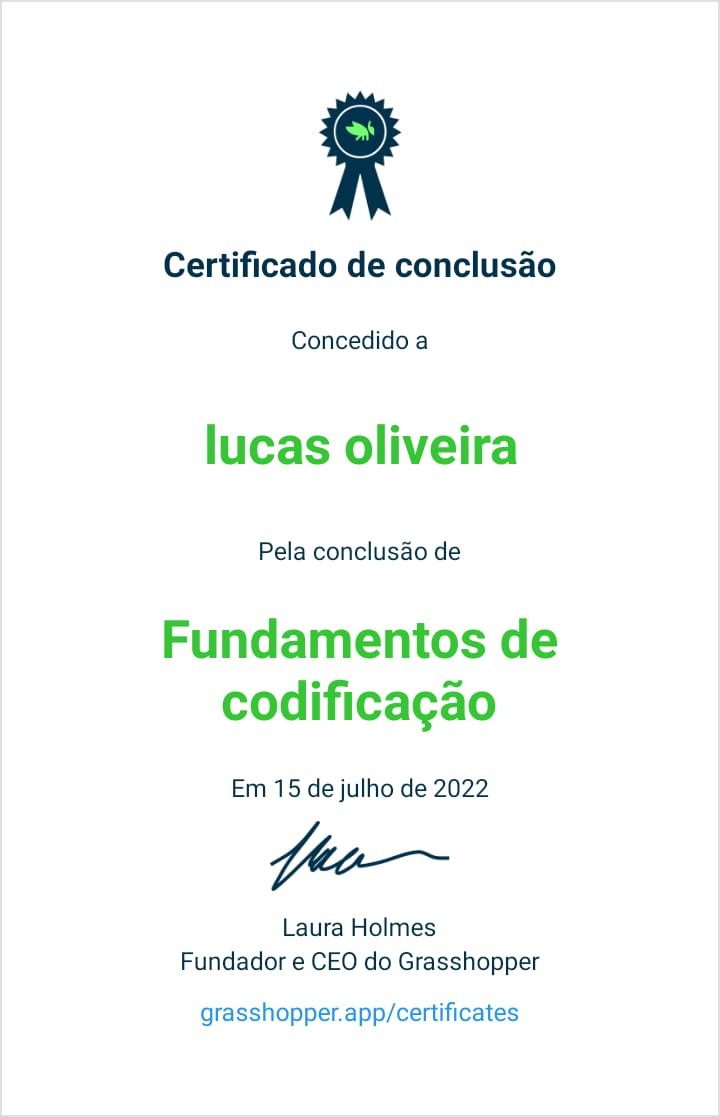 Certificado de conclusão
Concedido a
lucas oliveira
Pela conclusão de
Fundamentos de
codificação
Em 15 de julho de 2022
Laura Holmes
Fundador e CEO do Grasshopper
grasshopper.app/certificates